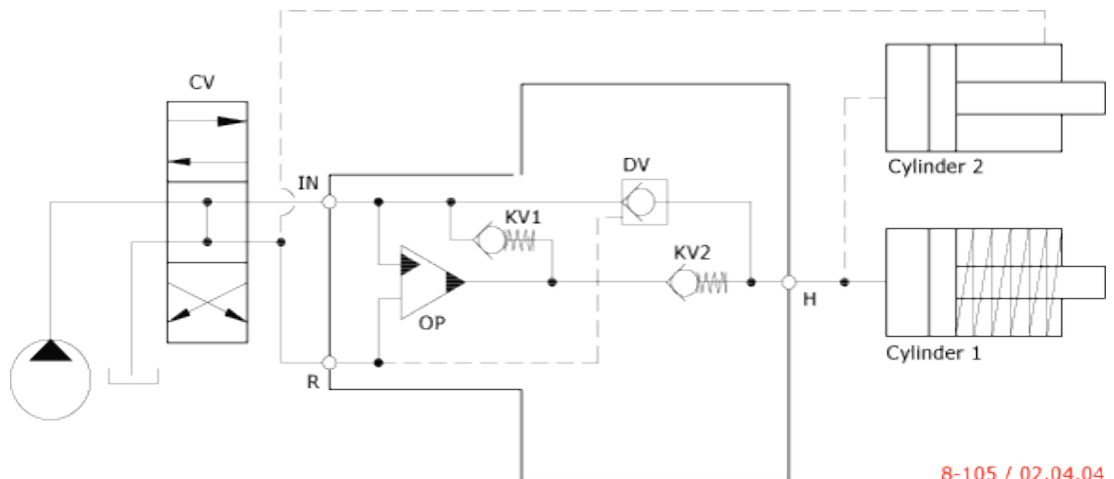 CV
Cylinder 2
IN
DV
KV1
KV2
OP
H
R
Cylinder 1
8-105 / 02.04.04